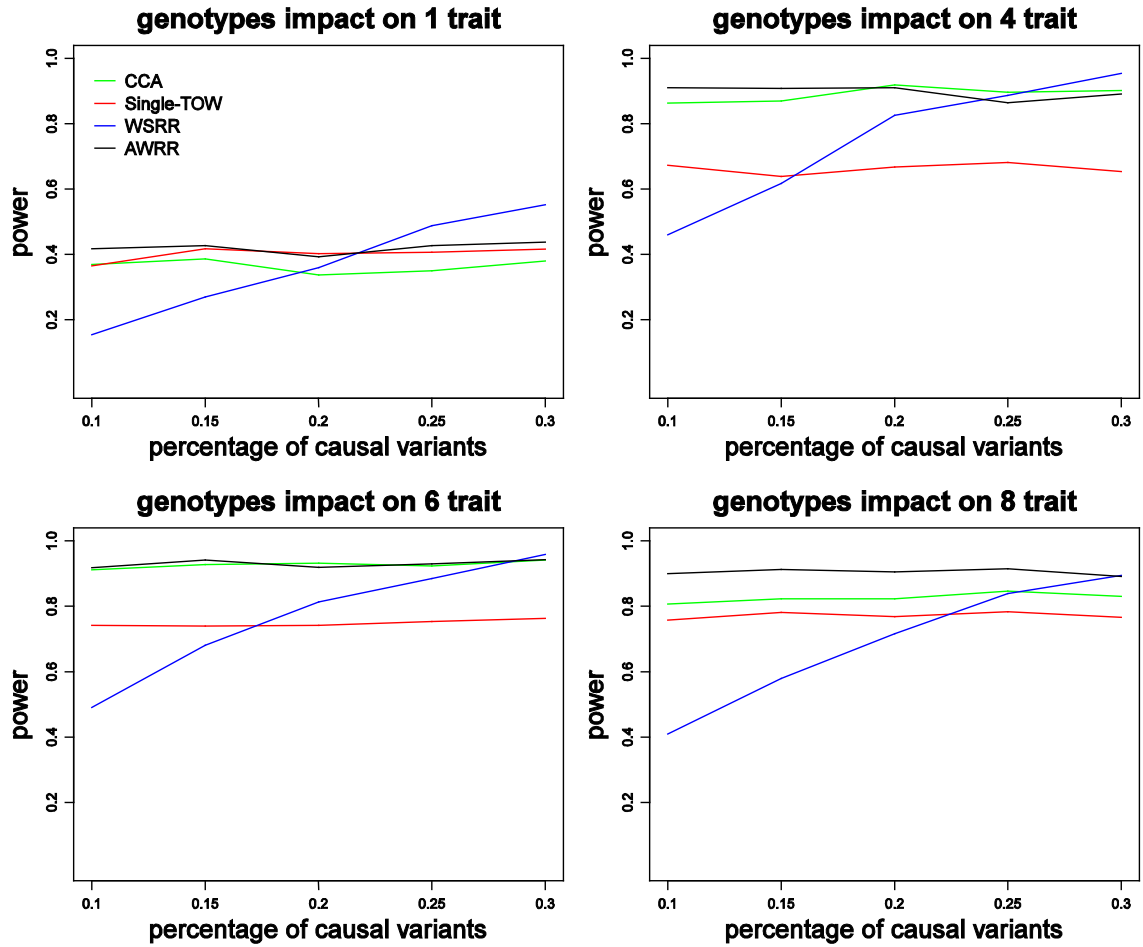 genotypes impact on 1 trait
CCA
Single-TOW
WSRR
AWRR
power
1.0
0.8
0.6
0.4
0.2
0.1 0.15 0.2 0.25 0.3
percentage of causal variants
genotypes impact on 4 trait
power
1.0
0.8
0.6
0.4
0.2
0.1 0.15 0.2 0.25 0.3
percentage of causal variants
genotypes impact on 6 trait
power
1.0
0.8
0.6
0.4
0.2
0.1 0.15 0.2 0.25 0.3
percentage of causal variants
genotypes impact on 8 trait
power
1.0
0.8
0.6
0.4
0.2
0.1 0.15 0.2 0.25 0.3
percentage of causal variants